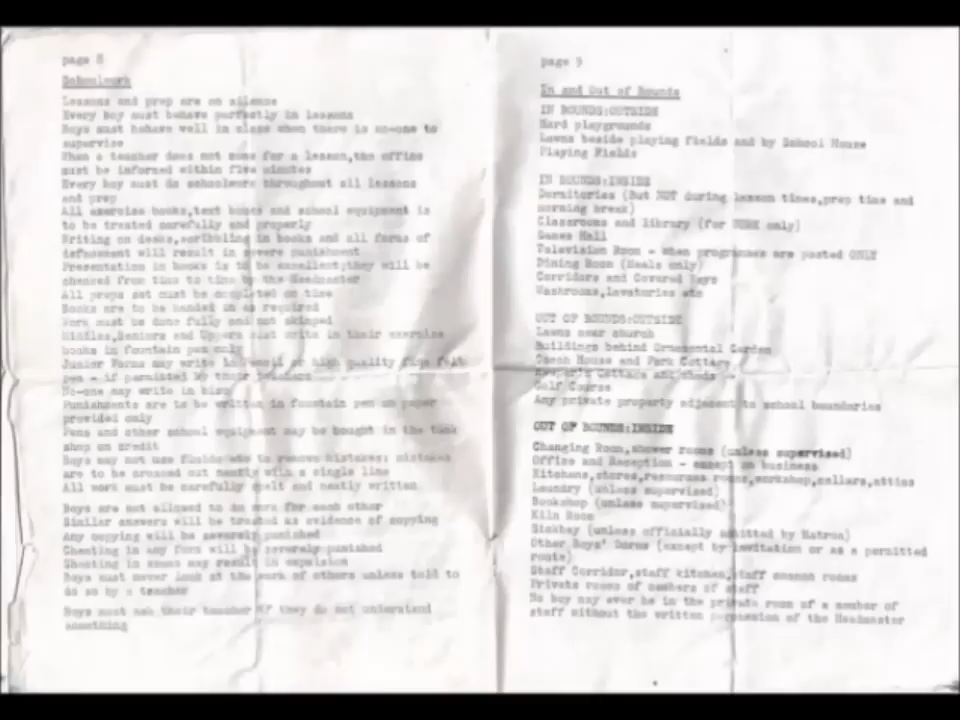 page 8
Schoolwork
Lessons and prep are on silence
Every boy must behave perfectly in lessons
Boys must behave well in class when there is no-one to
supervise
When a teacher does not come for a lesson,the office
must be informed within five minutes
Every boy must do schoolwork throughout all lessons
and prep
All exercise books,text books and school equipment is
to be treated carefully and properly
Writing on desks,scribbling in books and all forms of
defacement will result in severe punishment
Presentation in books is to be excellent;they will be
checked from time to time by the Headmaster
All preps set must be completed on time
Books are to be handed in as required
Work must be done fully and not skimped
Middles,Seniors and Uppers must write in their exercise
books in fountain pen only
Junior Forms may write in pencil or high quality felt
pen - if permitted by their teachers
No-one may write in biro
Punishments are to be written in fountain pen on paper
provided only
Pens and other school equipment may be bought in the tuck
shop on credit
Boys may not use fluids etc to remove mistakes: mistakes
are to be crossed out neatly with a single line
All work must be carefully spelt and neatly written
Boys are not allowed to do work for each other
Similar answers will be treated as evidence of copying
Any copying will be severely punished
Cheating in any form will be severely punished
Cheating in exams may result in expulsion
Boys must never look at the work of others unless told to
do so by a teacher
Boys must ask their teacher if they do not understand
something
page 9
In and Out of Bounds
IN BOUNDS:OUTSIDE
Hard playgrounds
Lawns beside playing fields and by School House
Playing Fields
IN BOUNDS:INSIDE
Dormitories (But NOT during lesson times,prep time and
morning break)
Classrooms and library (for WORK only)
Games Hall
Television Room - when programmes are posted ONLY
Dining Room (Meals only)
Corridors and Covered Ways
Washrooms,lavatories etc
OUT OF BOUNDS:OUTSIDE
Lawns near church
Buildings behind Ornamental Garden
Coach House and Park Cottage
Keeper's Cottage and sheds
Golf Course
Any private property adjacent to school boundaries
OUT OF BOUNDS:INSIDE
Changing Room,shower rooms (unless supervised)
Office and Reception - except on business
Kitchens,stores,resources rooms,workshop,cellars,attics
Laundry (unless supervised)
Bookshop (unless supervised)
Kiln Room
Sickbay (unless officially admitted by Matron)
Other Boys' Dorms (except by invitation or as a permitted
route)
Staff Corridor,staff kitchen,staff common rooms
Private rooms of members of staff
No boy may ever be in the private room of a member of
staff without the written permission of the Headmaster